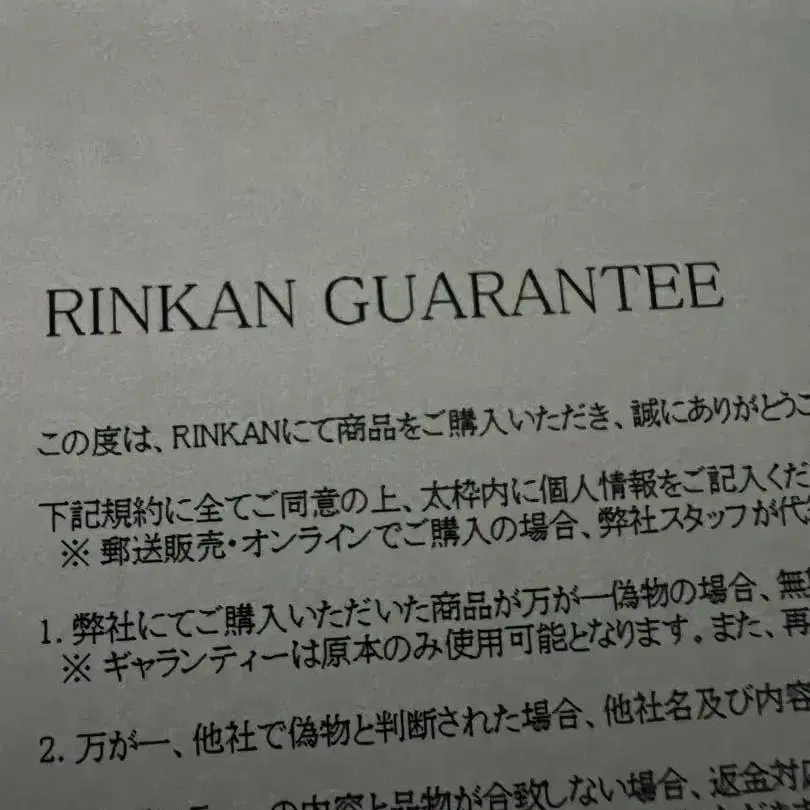 RINKAN GUARANTEE
この度は、RINKANにて商品をご購入いただき、誠にありがとうご
下記規約に全てご同意の上、太枠内に個人情報をご記入くだ
※ 郵送販売・オンラインでご購入の場合、弊社スタッフが代
1. 弊社にてご購入いただいた商品が万が一偽物の場合、無
※ ギャランティーは原本のみ使用可能となります。また、再
2. 万が一、他社で偽物と判断された場合、他社名及び内容
の内容と品物が合致しない場合、返金対応